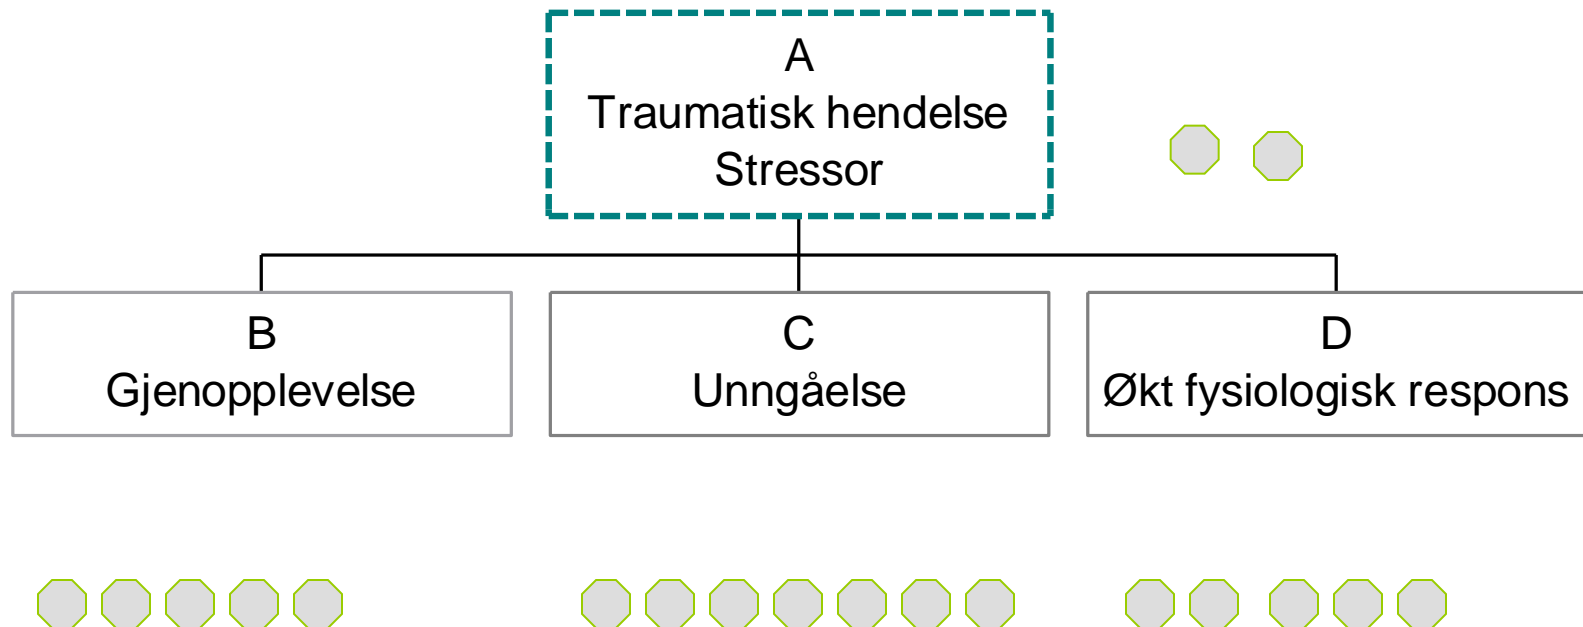 A
Traumatisk hendelse
Stressor
B
Gjenopplevelse
C
Unngåelse
D
Økt fysiologisk respons